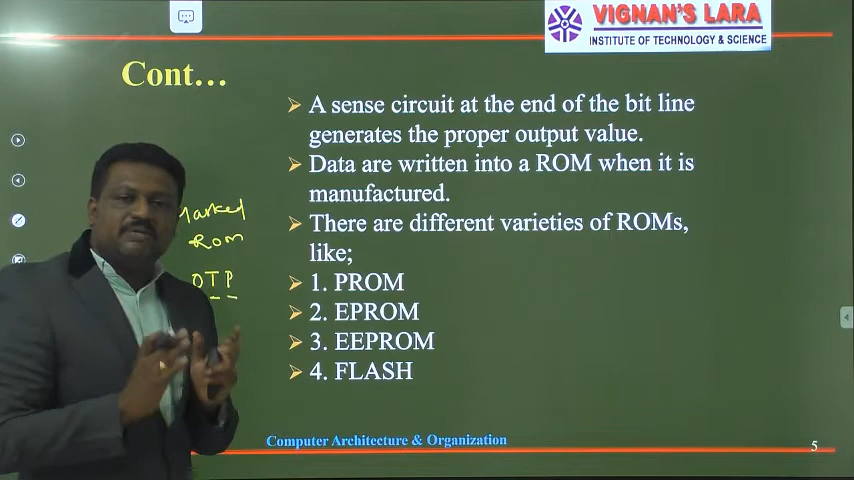 VIGNAN'S LARA
INSTITUTE OF TECHNOLOGY & SCIENCE
Cont…
➢ A sense circuit at the end of the bit line
generates the proper output value.
➢ Data are written into a ROM when it is
manufactured.
➢ There are different varieties of ROMs,
like;
➢ 1. PROM
➢ 2. EPROM
➢ 3. EEPROM
➢ 4. FLASH
Rom
OTP
Computer Architecture & Organization
5